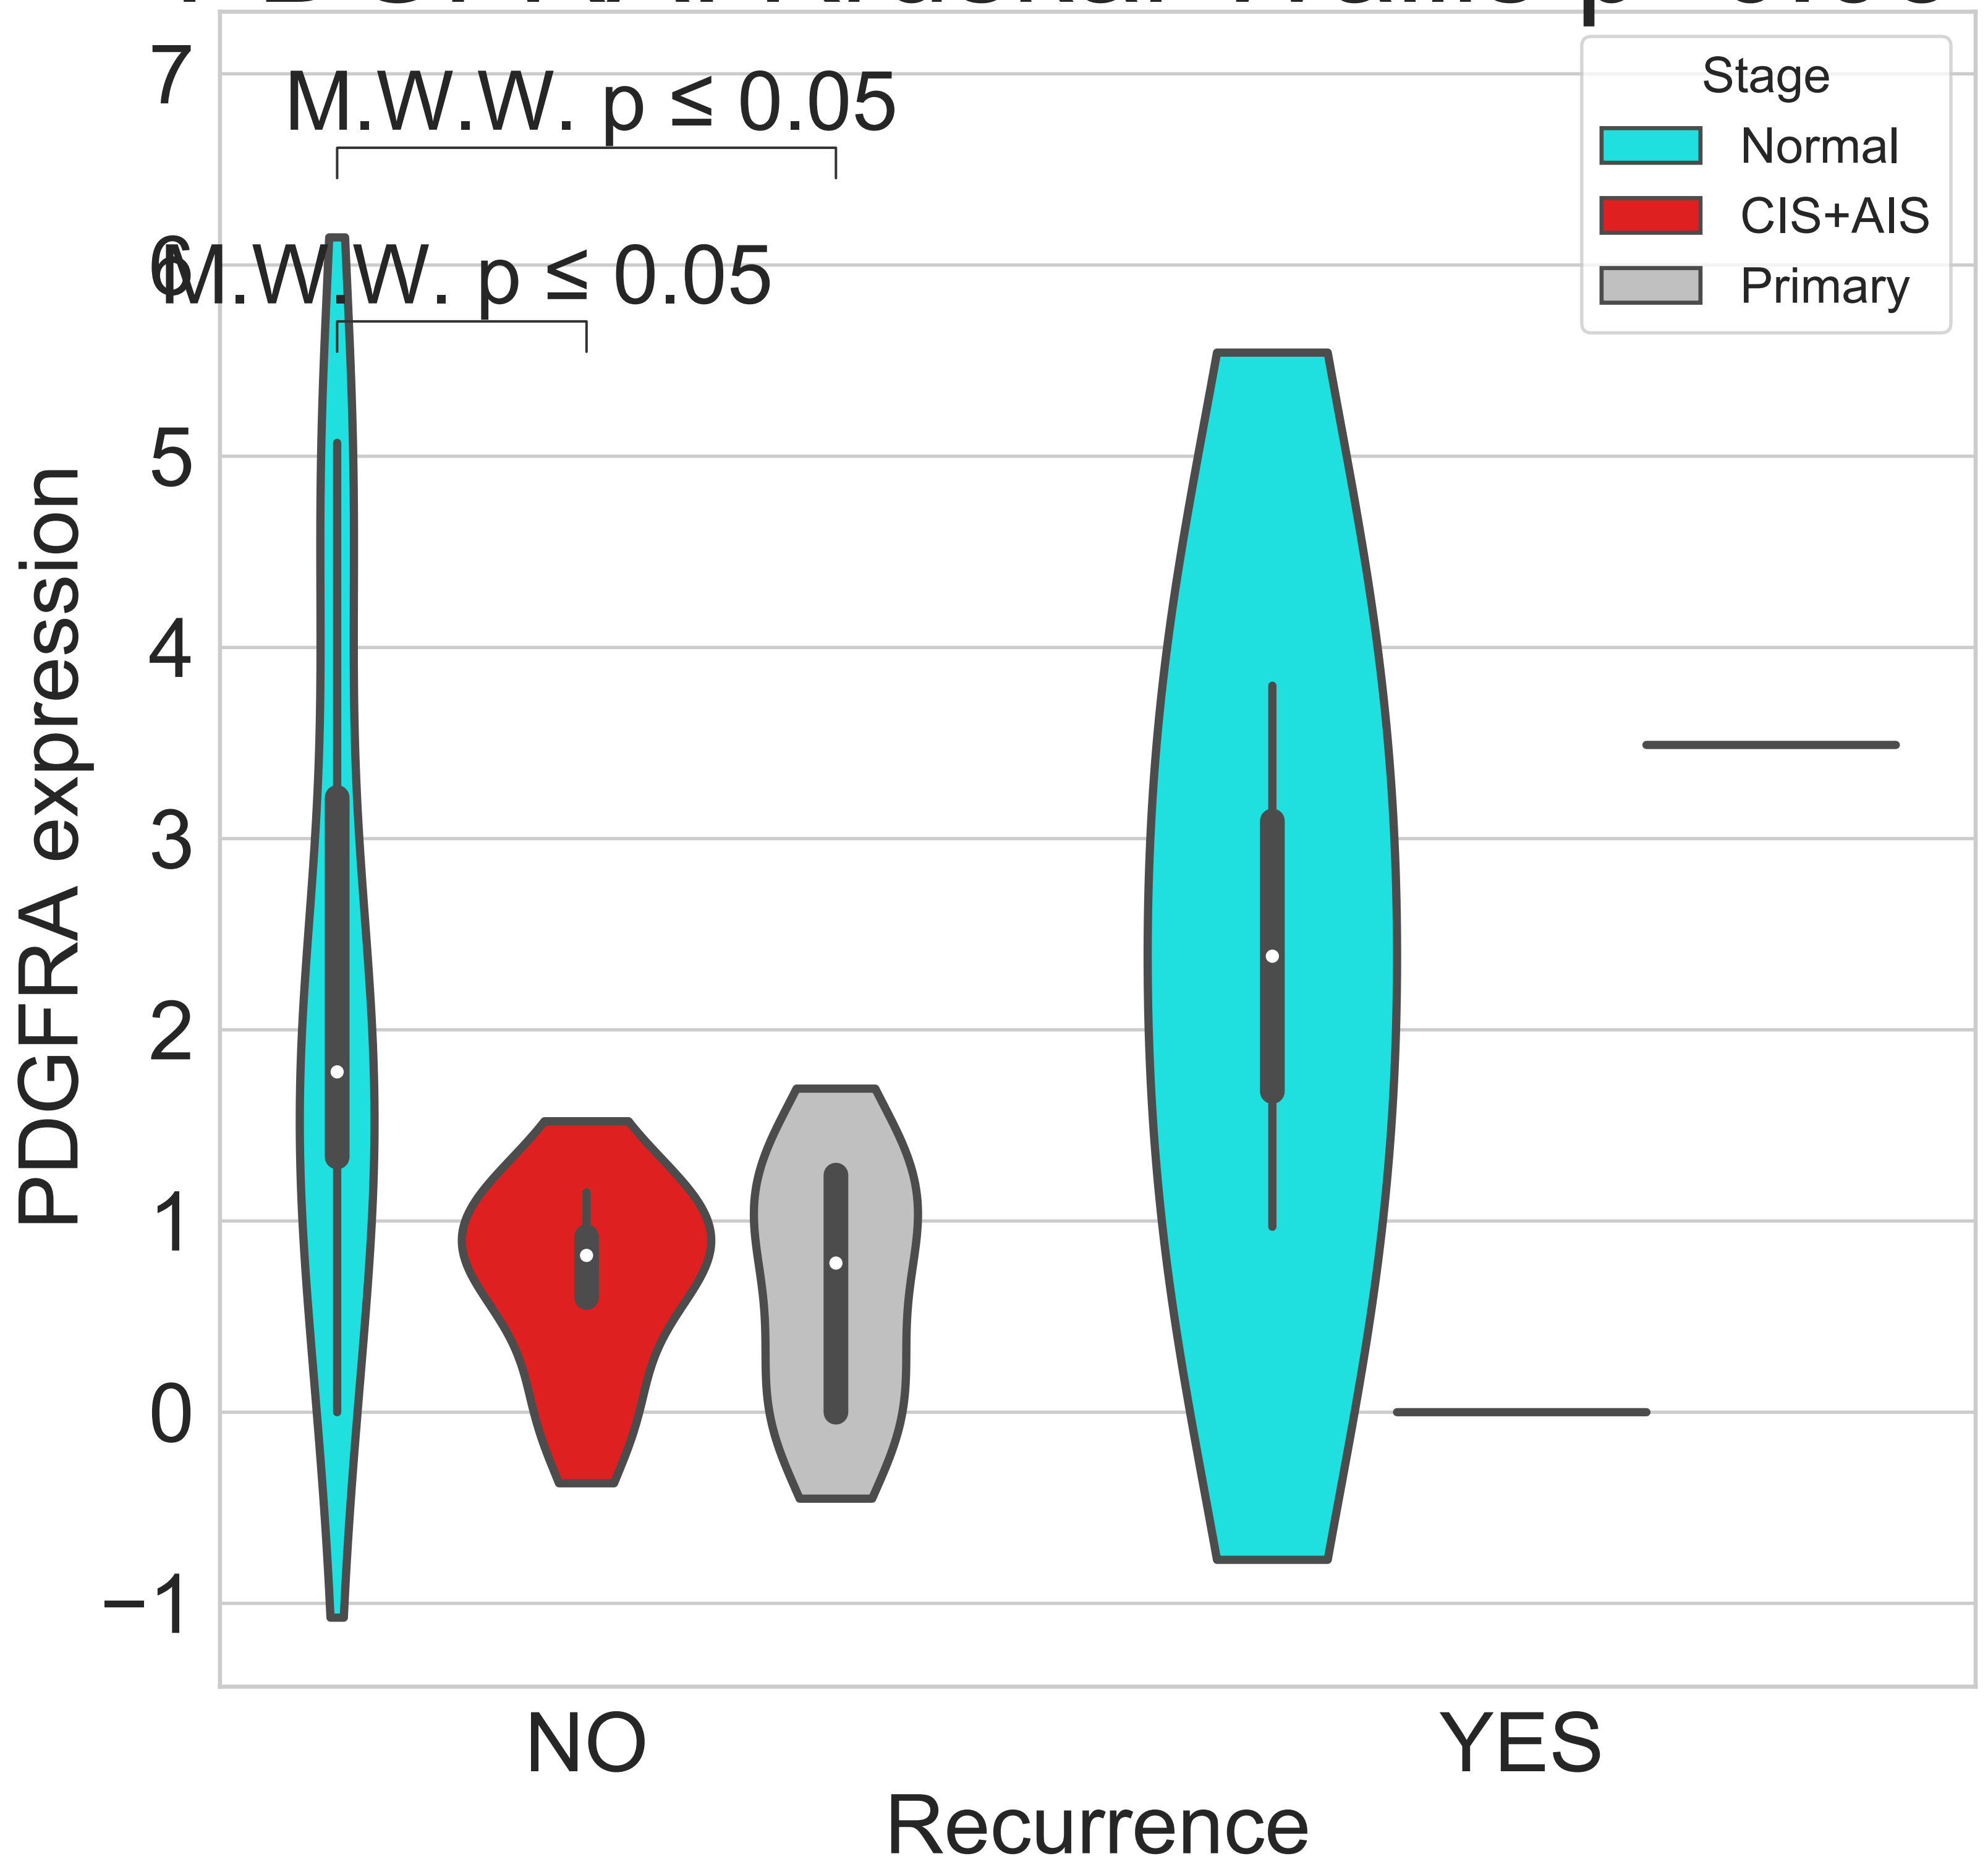 7
M.W.W. p ≤ 0.05
Stage
Normal
CIS+AIS
Primary
6
M.W.W. p ≤ 0.05
5
4
3
2
1
0
−1
PDGFRA expression
NO
YES
Recurrence